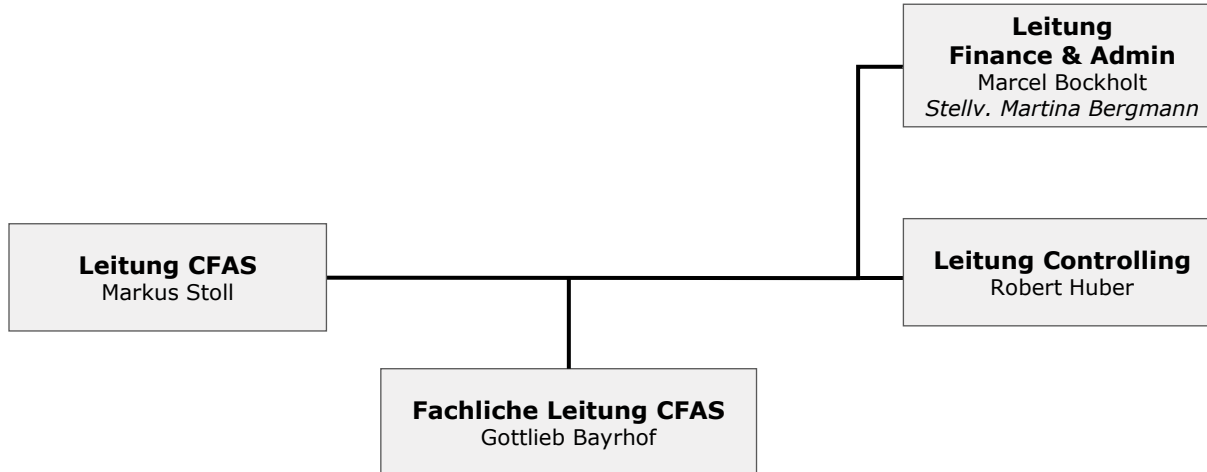 Leitung
Finance & Admin
Marcel Bockholt
Stellv. Martina Bergmann
Leitung CFAS
Markus Stoll
Leitung Controlling
Robert Huber
Fachliche Leitung CFAS
Gottlieb Bayrhof